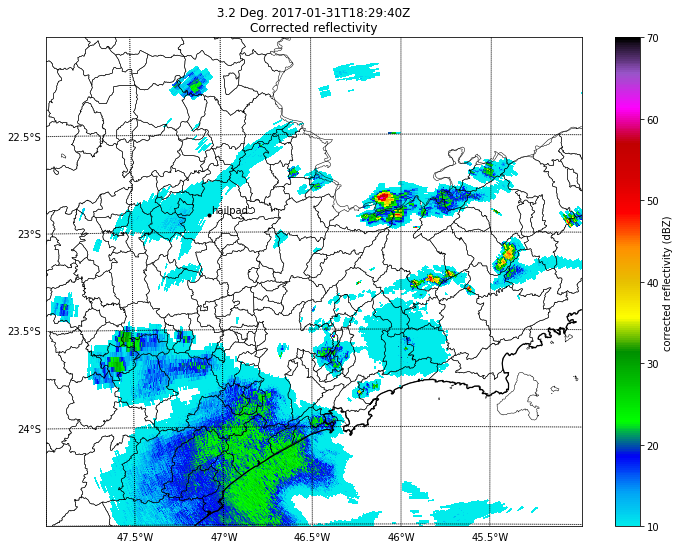 3.2 Deg. 2017-01-31T18:29:40Z
Corrected reflectivity
70
60
22.5°S
hailpad
50
23°S
corrected reflectivity (dBZ)
40
23.5°S
30
24°S
20
10
47.5°W 47°W 46.5°W 46°W 45.5°W